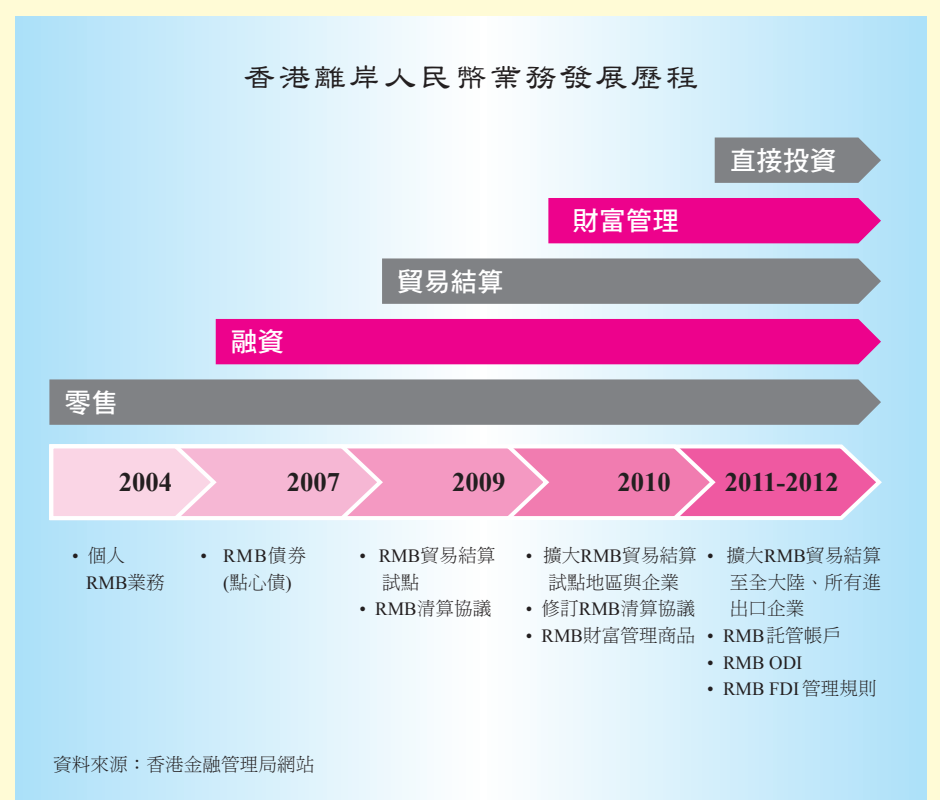 香港離岸人民幣業務發展歷程
直接投資
財富管理
貿易結算
融資
零售
2004
2007
2009
2010
2011-2012
• 個人
RMB業務
• RMB債券
(點心債)
• RMB貿易結算
試點
• RMB清算協議
• 擴大RMB貿易結算
試點地區與企業
• 修訂RMB清算協議
• RMB財富管理商品
• 擴大RMB貿易結算
至全大陸、所有進
出口企業
• RMB託管帳戶
• RMB ODI
• RMB FDI管理規則
資料來源：香港金融管理局網站